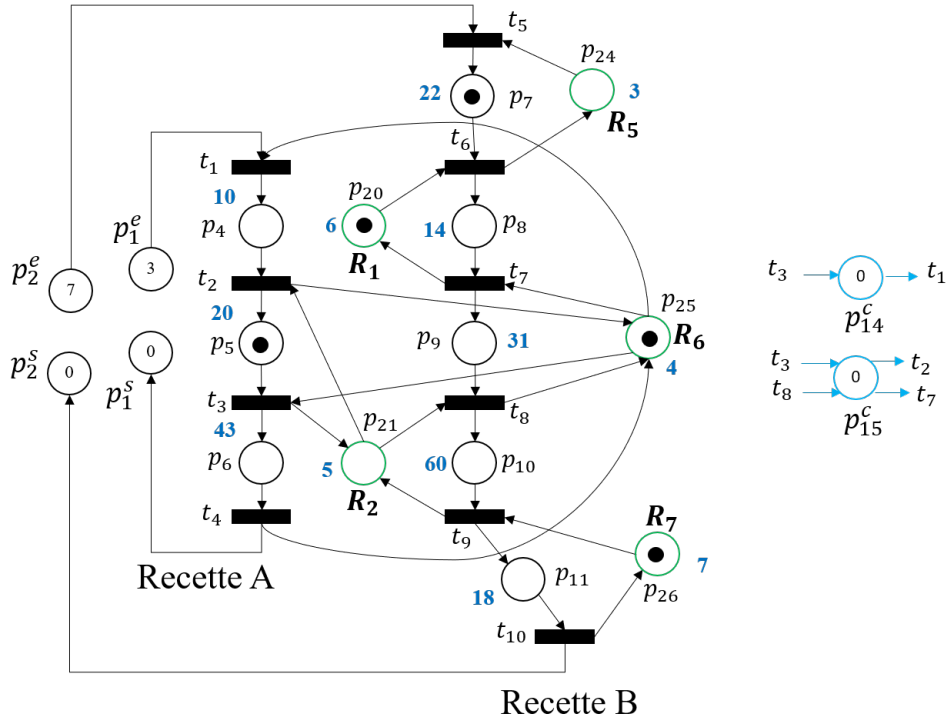 t₅
p₂₄
22
p₇
3
R₅
t₁
t₆
10
p₂₀
p₄
6
14
p₈
p₁ᵉ
R₁
p₂ᵉ
3
7
t₂
t₇
t₃
0
t₁
20
p₂₅
p₁₄ᶜ
p₅
p₉
31
R₆
p₂ˢ
0
0
4
t₃
t₂
0
p₁ˢ
t₈
t₇
t₃
p₂₁
t₈
p₁₅ᶜ
43
p₆
5
60
p₁₀
R₂
t₄
t₉
R₇
Recette A
7
p₁₁
18
p₂₆
t₁₀
Recette B